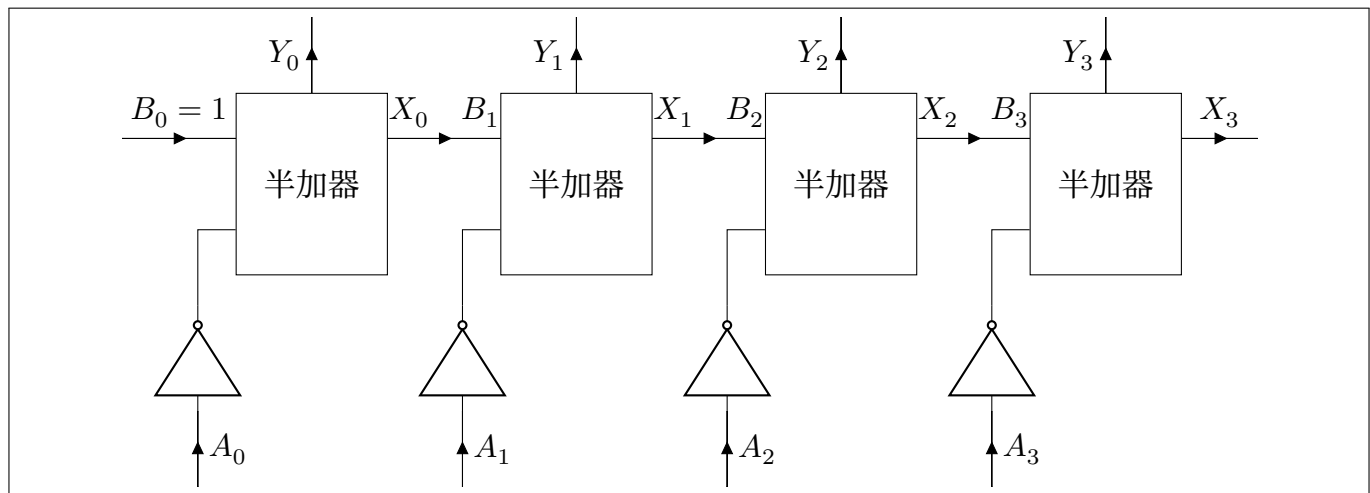 Y₀ Y₁ Y₂ Y₃
B₀ = 1 X₀ B₁ X₁ B₂ X₂ B₃ X₃
半加器 半加器 半加器 半加器
A₀ A₁ A₂ A₃